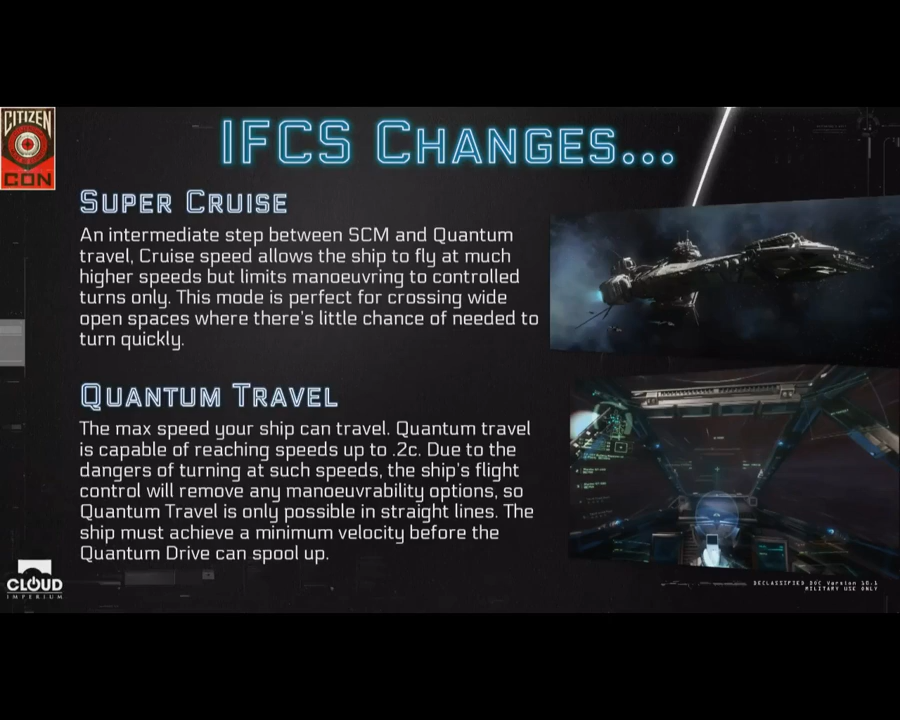 CITIZEN
CON
IFCS CHANGES...
SUPER CRUISE
An intermediate step between SCM and Quantum
travel, Cruise speed allows the ship to fly at much
higher speeds but limits manoeuvring to controlled
turns only. This mode is perfect for crossing wide
open spaces where there's little chance of needed to
turn quickly.
QUANTUM TRAVEL
The max speed your ship can travel. Quantum travel
is capable of reaching speeds up to .2c. Due to the
dangers of turning at such speeds, the ship's flight
control will remove any manoeuvrability options, so
Quantum Travel is only possible in straight lines. The
ship must achieve a minimum velocity before the
Quantum Drive can spool up.
CLOUD
IMPERIUM
DECLASSIFIED DOC Version 10.1
MILITARY USE ONLY